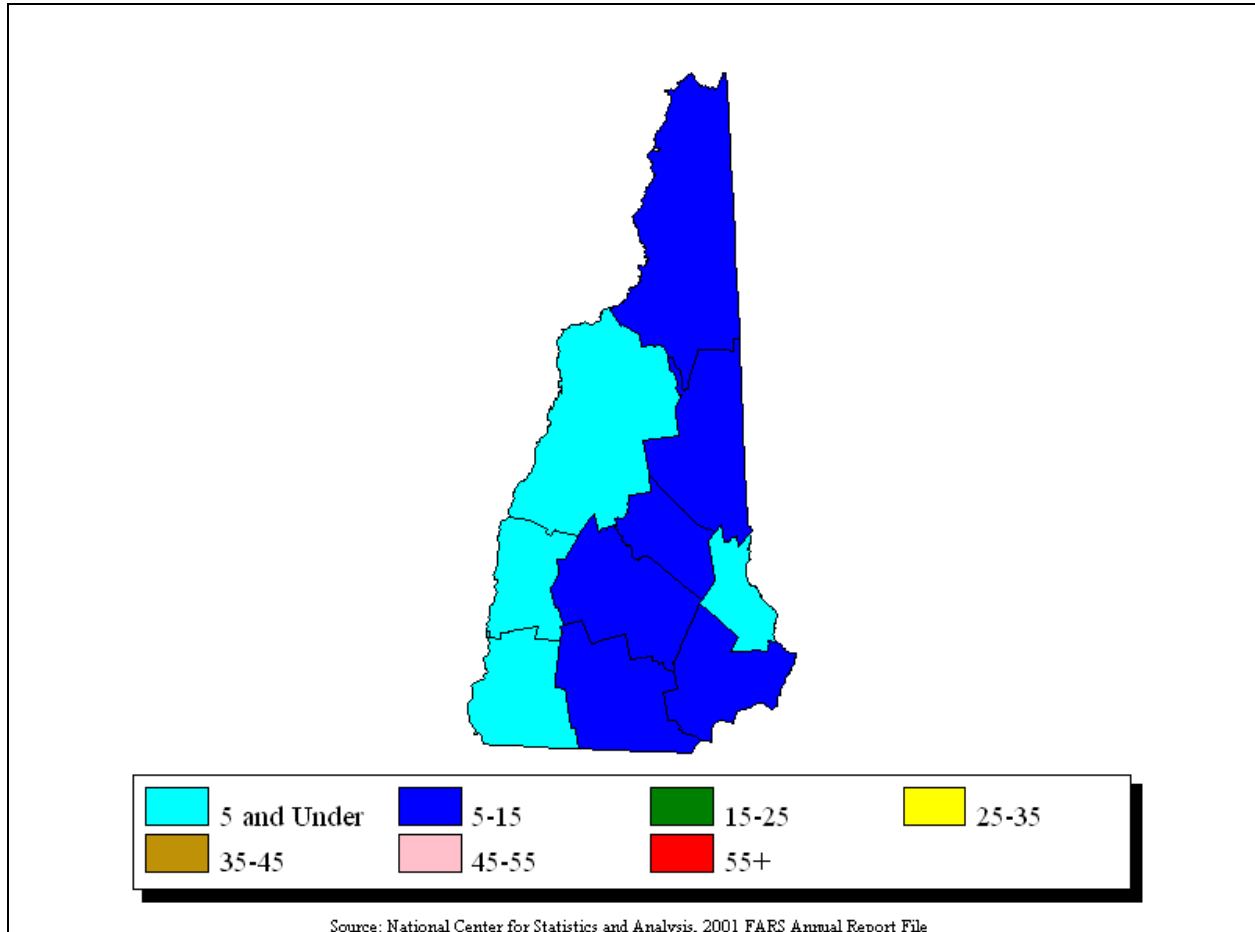 5 and Under 5-15 15-25 25-35
35-45 45-55 55+
Source: National Center for Statistics and Analysis, 2001 FARS Annual Report File